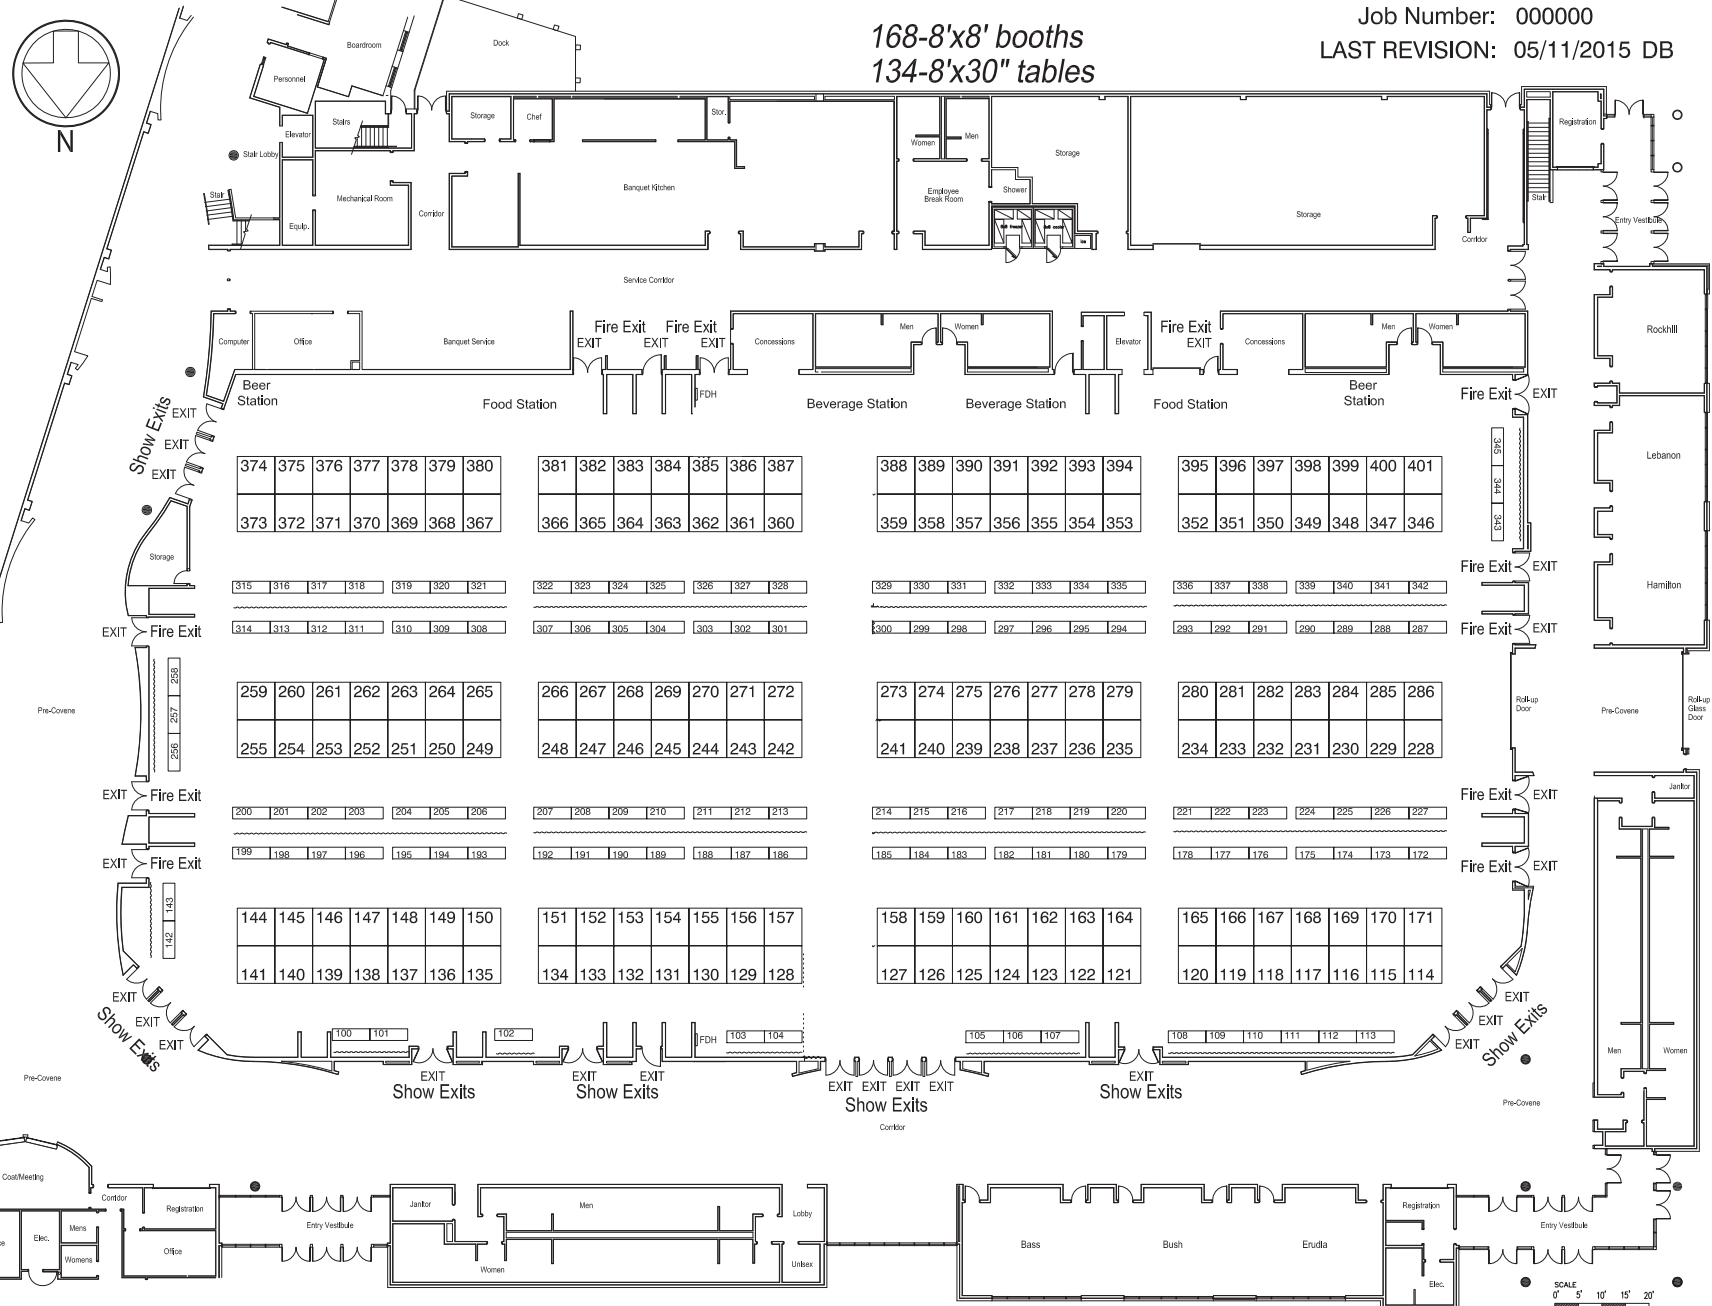 168-8'x8' booths
134-8'x30" tables
Job Number: 000000
LAST REVISION: 05/11/2015 DB
N
Boardroom
Dock
Personnel
Elevator
Stairs
Stair Lobby
Stair
Equip.
Mechanical Room
Corridor
Storage
Chef
Stor.
Banquet Kitchen
Women
Men
Employee
Break Room
Shower
Storage
Ice
Storage
Corridor
Stair
Registration
Entry Vestibule
Service Corridor
Computer
Office
Banquet Service
Fire Exit
EXIT
Fire Exit
EXIT
EXIT
Concessions
Men
Women
Elevator
Fire Exit
EXIT
Concessions
Men
Women
Rockhill
Lebanon
Hamilton
Beer
Station
Food Station
FDH
Beverage Station
Beverage Station
Food Station
Beer
Station
Fire Exit EXIT
Show Exits
EXIT
EXIT
EXIT
374 375 376 377 378 379 380 381 382 383 384 385 386 387 388 389 390 391 392 393 394 395 396 397 398 399 400 401
373 372 371 370 369 368 367 366 365 364 363 362 361 360 359 358 357 356 355 354 353 352 351 350 349 348 347 346
345 344 343
Storage
Fire Exit EXIT
315 316 317 318 319 320 321 322 323 324 325 326 327 328 329 330 331 332 333 334 335 336 337 338 339 340 341 342
314 313 312 311 310 309 308 307 306 305 304 303 302 301 300 299 298 297 296 295 294 293 292 291 290 289 288 287
EXIT Fire Exit
Fire Exit EXIT
258 257 256
259 260 261 262 263 264 265 266 267 268 269 270 271 272 273 274 275 276 277 278 279 280 281 282 283 284 285 286
255 254 253 252 251 250 249 248 247 246 245 244 243 242 241 240 239 238 237 236 235 234 233 232 231 230 229 228
Pre-Covene
Roll-up
Door
Pre-Covene
Roll-up
Glass
Door
EXIT Fire Exit
Fire Exit EXIT
Janitor
200 201 202 203 204 205 206 207 208 209 210 211 212 213 214 215 216 217 218 219 220 221 222 223 224 225 226 227
199 198 197 196 195 194 193 192 191 190 189 188 187 186 185 184 183 182 181 180 179 178 177 176 175 174 173 172
EXIT Fire Exit
Fire Exit EXIT
143 142
144 145 146 147 148 149 150 151 152 153 154 155 156 157 158 159 160 161 162 163 164 165 166 167 168 169 170 171
141 140 139 138 137 136 135 134 133 132 131 130 129 128 127 126 125 124 123 122 121 120 119 118 117 116 115 114
EXIT
EXIT
EXIT
Show Exits
100 101
102
FDH
103 104
105 106 107
108 109 110 111 112 113
EXIT
EXIT
EXIT
Show Exits
Men
Women
EXIT
Show Exits
EXIT
EXIT
Show Exits
EXIT EXIT EXIT EXIT
Show Exits
EXIT
Show Exits
Pre-Covene
Pre-Covene
Corridor
Coat/Meeting
Corridor
Registration
Mens
Elec.
Womens
Office
Entry Vestibule
Janitor
Men
Women
Lobby
Unisex
Bass
Bush
Erudia
Registration
Elec.
Entry Vestibule
SCALE
0' 5' 10' 15' 20'